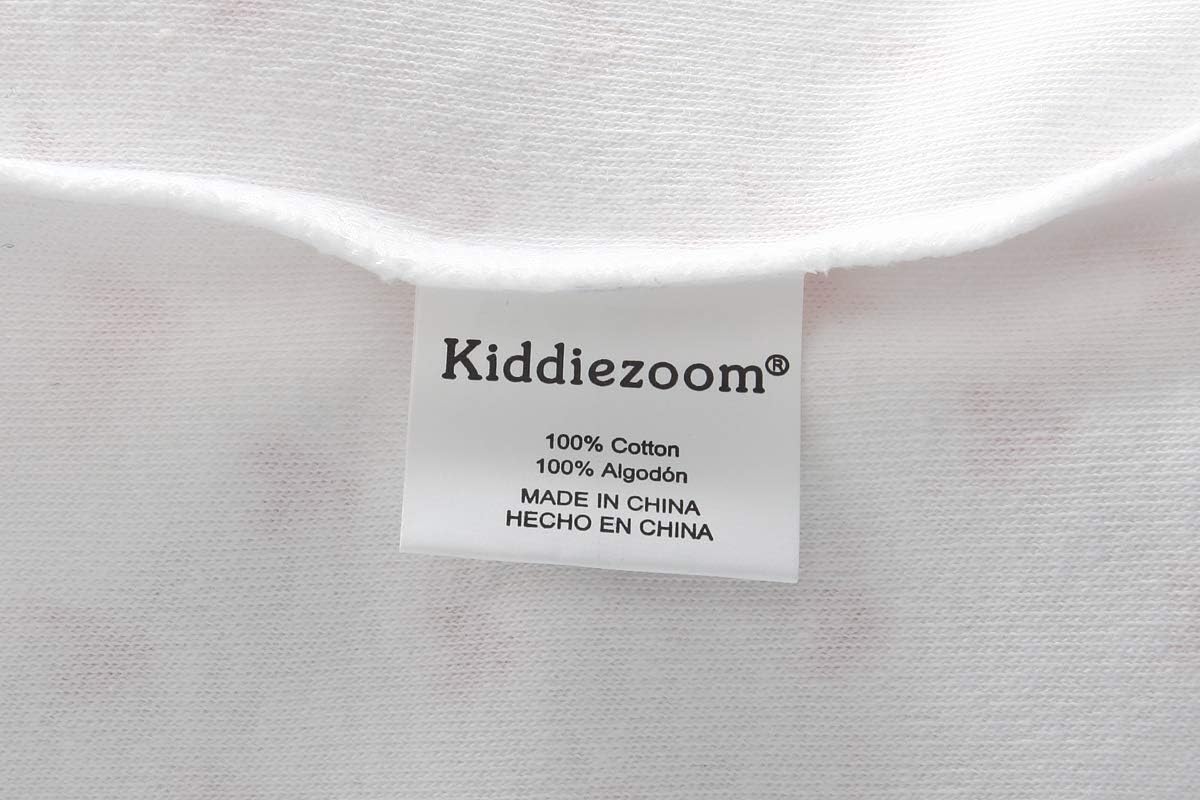 Kiddiezoom®
100% Cotton
100% Algodón
MADE IN CHINA
HECHO EN CHINA